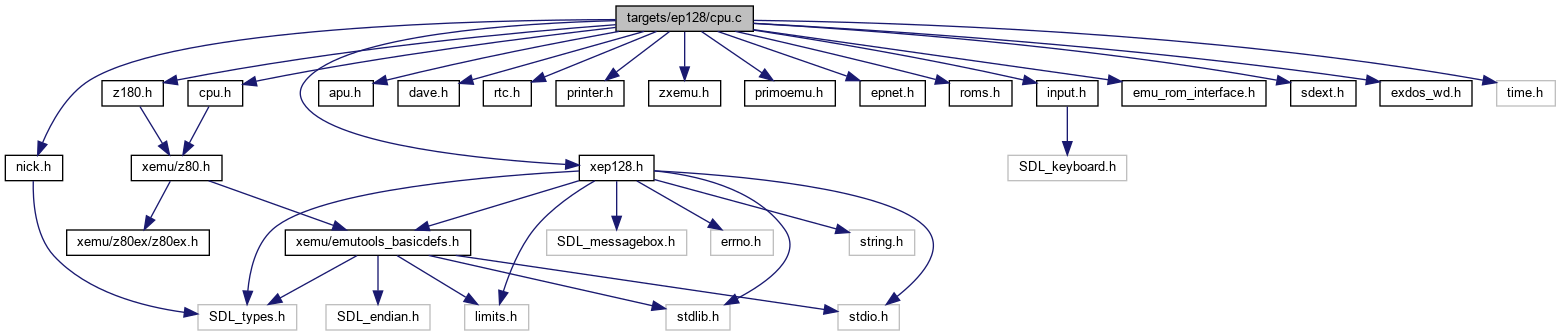 targets/ep128/cpu.c
z180.h
cpu.h
apu.h
dave.h
rtc.h
printer.h
zxemu.h
primoemu.h
epnet.h
roms.h
input.h
emu_rom_interface.h
sdext.h
exdos_wd.h
time.h
nick.h
xemu/z80.h
xep128.h
SDL_keyboard.h
xemu/z80ex/z80ex.h
xemu/emutools_basicdefs.h
SDL_messagebox.h
errno.h
string.h
SDL_types.h
SDL_endian.h
limits.h
stdlib.h
stdio.h